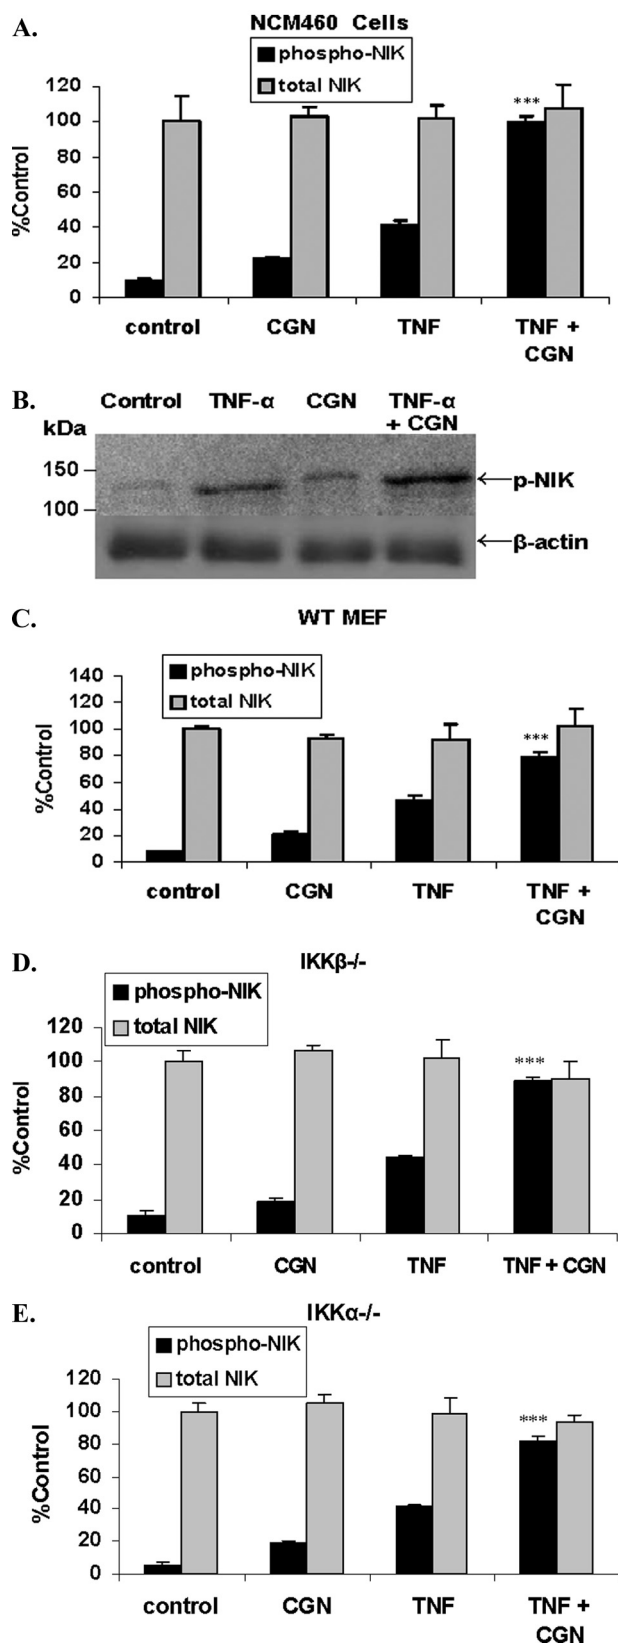 A.
NCM460 Cells
phospho-NIK
total NIK
120
100
80
60
40
20
0
%Control
***
control CGN TNF TNF +
CGN
B.
Control TNF-α CGN TNF-α
+ CGN
kDa
150
100
p-NIK
β-actin
C.
WT MEF
phospho-NIK
total NIK
140
120
100
80
60
40
20
0
%Control
***
control CGN TNF TNF +
CGN
D.
IKKβ-/-
phospho-NIK
total NIK
120
100
80
60
40
20
0
%Control
***
control CGN TNF TNF + CGN
E.
IKKα-/-
phospho-NIK
total NIK
120
100
80
60
40
20
0
%Control
***
control CGN TNF TNF +
CGN